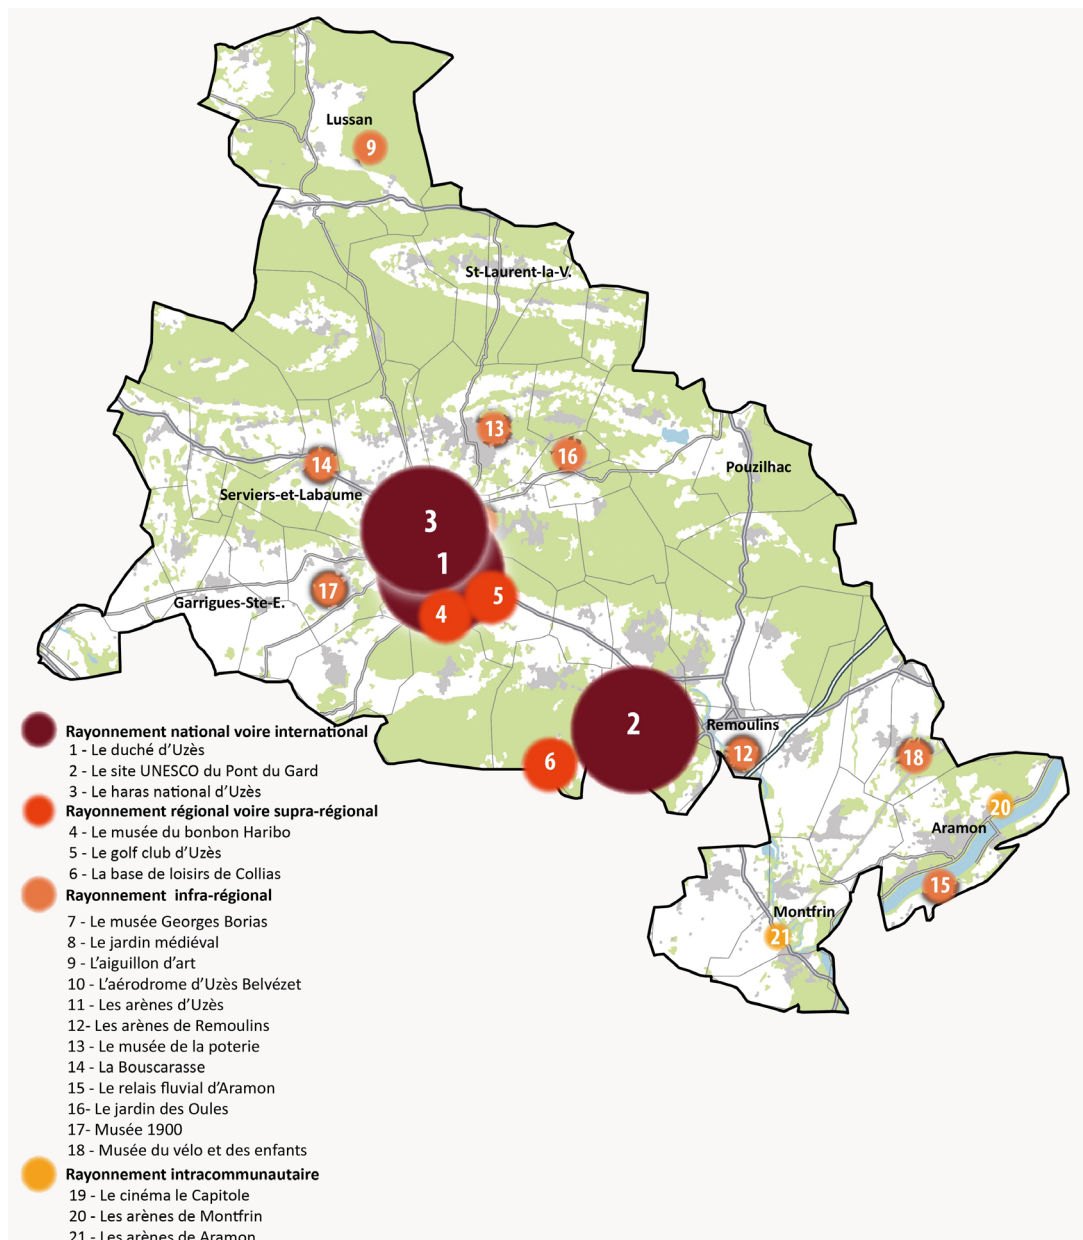 Lussan
9
St-Laurent-la-V.
13
16
14
Pouzilhac
Serviers-et-Labaume
3
1
17
5
Garrigues-Ste-E.
4
2
Remoulins
12
6
18
20
Aramon
15
Montfrin
21
Rayonnement national voire international
1 - Le duché d'Uzès
2 - Le site UNESCO du Pont du Gard
3 - Le haras national d'Uzès
Rayonnement régional voire supra-régional
4 - Le musée du bonbon Haribo
5 - Le golf club d'Uzès
6 - La base de loisirs de Collias
Rayonnement infra-régional
7 - Le musée Georges Borias
8 - Le jardin médiéval
9 - L'aiguillon d'art
10 - L'aérodrome d'Uzès Belvézet
11 - Les arènes d'Uzès
12- Les arènes de Remoulins
13 - Le musée de la poterie
14 - La Bouscarasse
15 - Le relais fluvial d'Aramon
16- Le jardin des Oules
17- Musée 1900
18 - Musée du vélo et des enfants
Rayonnement intracommunautaire
19 - Le cinéma le Capitole
20 - Les arènes de Montfrin
21 - Les arènes de Aramon